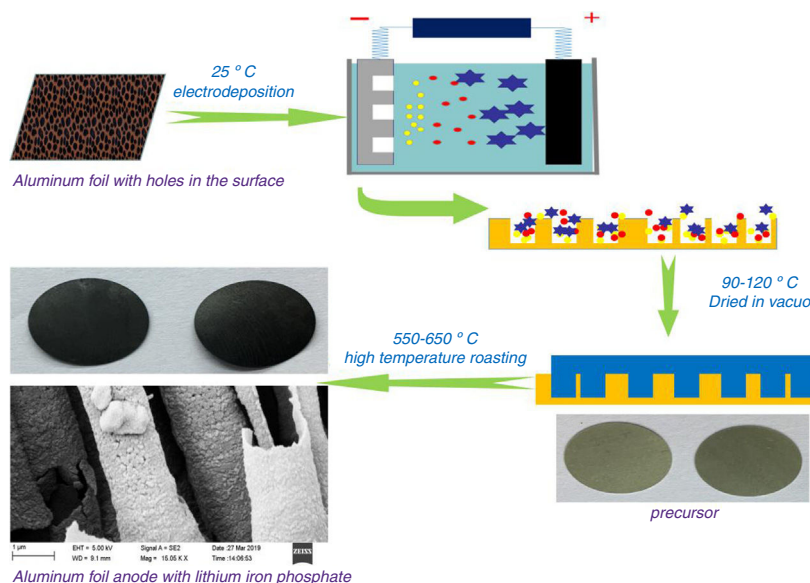 − +
25 ° C
electrodeposition
Aluminum foil with holes in the surface
90-120 ° C
Dried in vacuo
550-650 ° C
high temperature roasting
precursor
1 µm
EHT = 5.00 kV Signal A = SE2 Date :27 Mar 2019
WD = 9.1 mm Mag = 15.05 K X Time :14:06:53
ZEISS
Aluminum foil anode with lithium iron phosphate